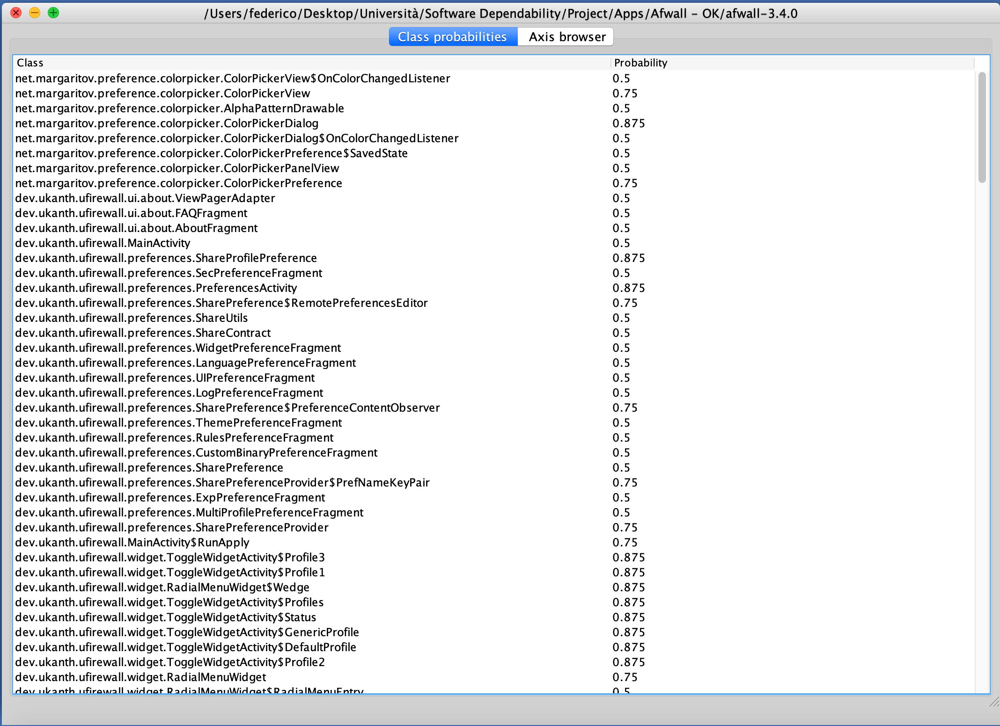 /Users/federico/Desktop/Università/Software Dependability/Project/Apps/Afwall – OK/afwall-3.4.0
Class probabilities Axis browser
Class Probability
net.margaritov.preference.colorpicker.ColorPickerView$OnColorChangedListener 0.5
net.margaritov.preference.colorpicker.ColorPickerView 0.75
net.margaritov.preference.colorpicker.AlphaPatternDrawable 0.5
net.margaritov.preference.colorpicker.ColorPickerDialog 0.875
net.margaritov.preference.colorpicker.ColorPickerDialog$OnColorChangedListener 0.5
net.margaritov.preference.colorpicker.ColorPickerPreference$SavedState 0.5
net.margaritov.preference.colorpicker.ColorPickerPanelView 0.5
net.margaritov.preference.colorpicker.ColorPickerPreference 0.75
dev.ukanth.ufirewall.ui.about.ViewPagerAdapter 0.5
dev.ukanth.ufirewall.ui.about.FAQFragment 0.5
dev.ukanth.ufirewall.ui.about.AboutFragment 0.5
dev.ukanth.ufirewall.MainActivity 0.5
dev.ukanth.ufirewall.preferences.ShareProfilePreference 0.875
dev.ukanth.ufirewall.preferences.SecPreferenceFragment 0.5
dev.ukanth.ufirewall.preferences.PreferencesActivity 0.875
dev.ukanth.ufirewall.preferences.SharePreference$RemotePreferencesEditor 0.75
dev.ukanth.ufirewall.preferences.ShareUtils 0.5
dev.ukanth.ufirewall.preferences.ShareContract 0.5
dev.ukanth.ufirewall.preferences.WidgetPreferenceFragment 0.5
dev.ukanth.ufirewall.preferences.LanguagePreferenceFragment 0.5
dev.ukanth.ufirewall.preferences.UIPreferenceFragment 0.5
dev.ukanth.ufirewall.preferences.LogPreferenceFragment 0.5
dev.ukanth.ufirewall.preferences.SharePreference$PreferenceContentObserver 0.75
dev.ukanth.ufirewall.preferences.ThemePreferenceFragment 0.5
dev.ukanth.ufirewall.preferences.RulesPreferenceFragment 0.5
dev.ukanth.ufirewall.preferences.CustomBinaryPreferenceFragment 0.5
dev.ukanth.ufirewall.preferences.SharePreference 0.5
dev.ukanth.ufirewall.preferences.SharePreferenceProvider$PrefNameKeyPair 0.75
dev.ukanth.ufirewall.preferences.ExpPreferenceFragment 0.5
dev.ukanth.ufirewall.preferences.MultiProfilePreferenceFragment 0.5
dev.ukanth.ufirewall.preferences.SharePreferenceProvider 0.75
dev.ukanth.ufirewall.MainActivity$RunApply 0.75
dev.ukanth.ufirewall.widget.ToggleWidgetActivity$Profile3 0.875
dev.ukanth.ufirewall.widget.ToggleWidgetActivity$Profile1 0.875
dev.ukanth.ufirewall.widget.RadialMenuWidget$Wedge 0.875
dev.ukanth.ufirewall.widget.ToggleWidgetActivity$Profiles 0.875
dev.ukanth.ufirewall.widget.ToggleWidgetActivity$Status 0.875
dev.ukanth.ufirewall.widget.ToggleWidgetActivity$GenericProfile 0.875
dev.ukanth.ufirewall.widget.ToggleWidgetActivity$DefaultProfile 0.875
dev.ukanth.ufirewall.widget.ToggleWidgetActivity$Profile2 0.875
dev.ukanth.ufirewall.widget.RadialMenuWidget 0.75
dev.ukanth.ufirewall.widget.RadialMenuWidget$RadialMenuEntry 0.5